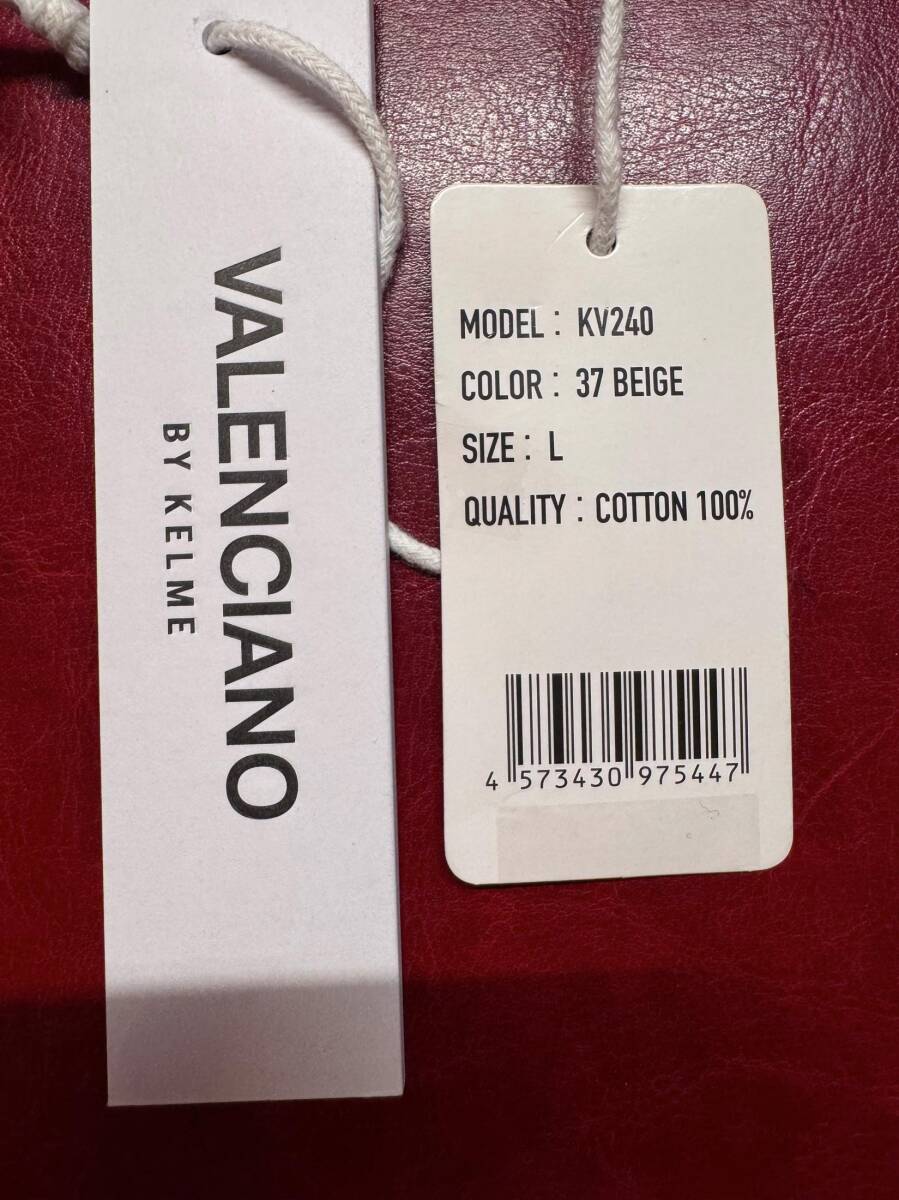 VALENCIANO
BY KELME
MODEL : KV240
COLOR : 37 BEIGE
SIZE : L
QUALITY : COTTON 100%
4 573430 975447